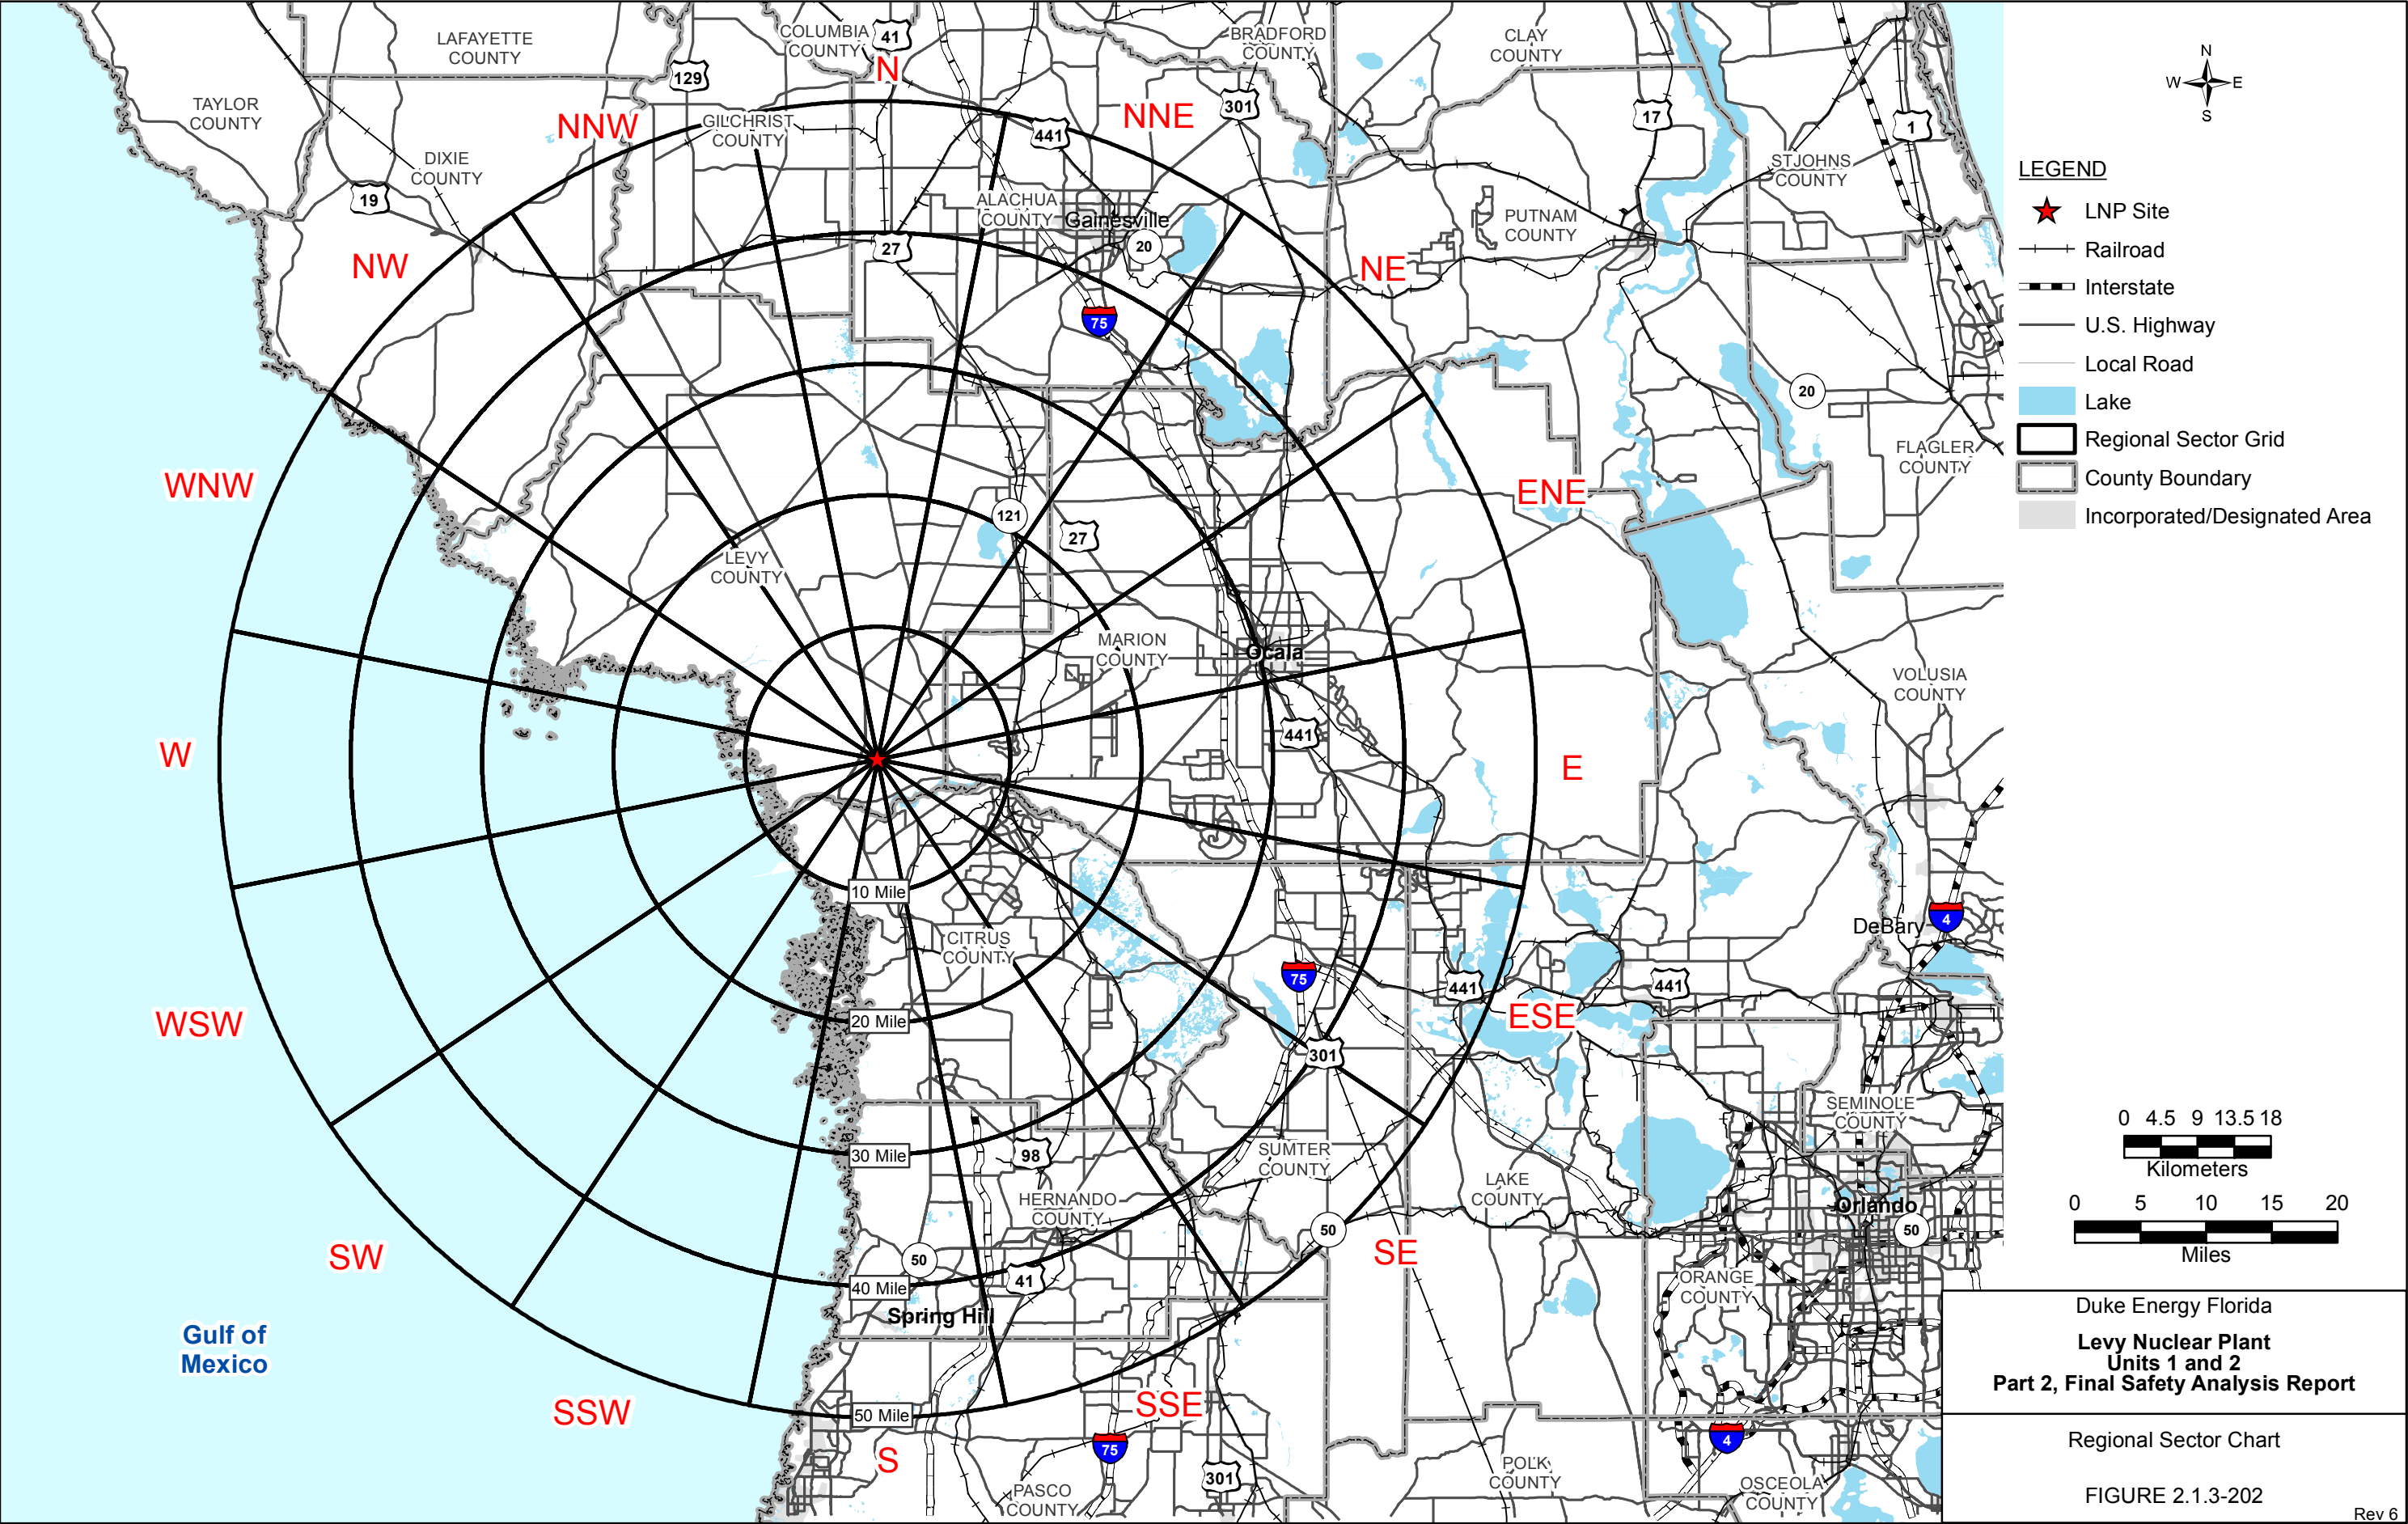 LAFAYETTE
COUNTY
COLUMBIA
COUNTY
41
BRADFORD
COUNTY
CLAY
COUNTY
N
129
TAYLOR
COUNTY
NNW
GILCHRIST
COUNTY
441
NNE
301
17
1
DIXIE
COUNTY
19
ALACHUA
COUNTY
Gainesville
20
27
PUTNAM
COUNTY
STJOHNS
COUNTY
NW
NE
75
20
FLAGLER
COUNTY
WNW
ENE
121
27
LEVY
COUNTY
MARION
COUNTY
Ocala
VOLUSIA
COUNTY
W
441
E
10 Mile
CITRUS
COUNTY
DeBary
4
75
441
441
WSW
20 Mile
ESE
301
SEMINOLE
COUNTY
30 Mile
98
SUMTER
COUNTY
LAKE
COUNTY
HERNANDO
COUNTY
Orlando
50
50
50
SW
SE
40 Mile
41
ORANGE
COUNTY
Spring Hill
Gulf of
Mexico
SSW
50 Mile
SSE
S
75
301
4
PASCO
COUNTY
POLK
COUNTY
OSCEOLA
COUNTY
N
W E
S
LEGEND
LNP Site
Railroad
Interstate
U.S. Highway
Local Road
Lake
Regional Sector Grid
County Boundary
Incorporated/Designated Area
0 4.5 9 13.5 18
Kilometers
0 5 10 15 20
Miles
Duke Energy Florida
Levy Nuclear Plant
Units 1 and 2
Part 2, Final Safety Analysis Report
Regional Sector Chart
FIGURE 2.1.3-202
Rev 6